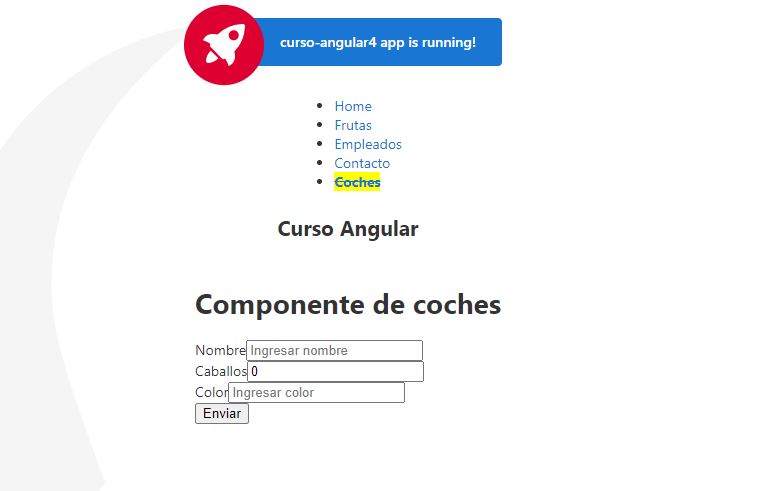 curso-angular4 app is running!
Home
Frutas
Empleados
Contacto
Coches
Curso Angular
Componente de coches
Nombre Ingresar nombre
Caballos 0
Color Ingresar color
Enviar